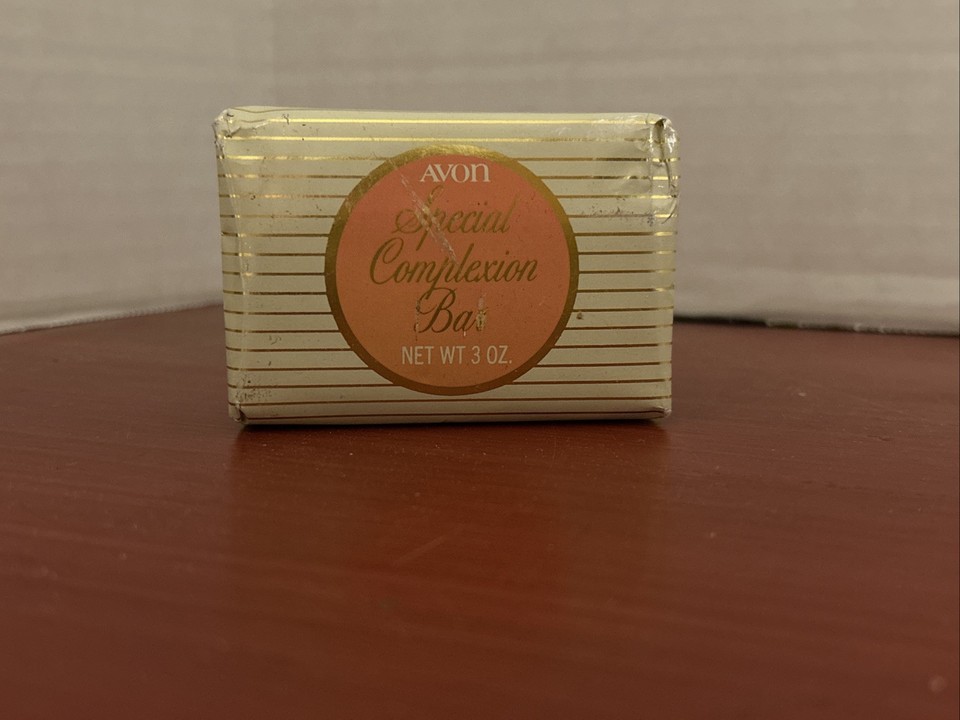 AVON
Special
Complexion
Bar
NET WT 3 OZ.